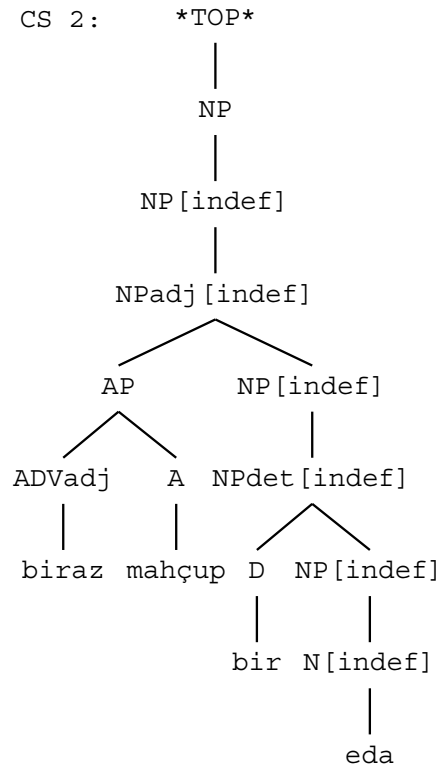 CS 2: *TOP*
NP
NP[indef]
NPadj[indef]
AP NP[indef]
ADVadj A NPdet[indef]
biraz mahçup D NP[indef]
bir N[indef]
eda